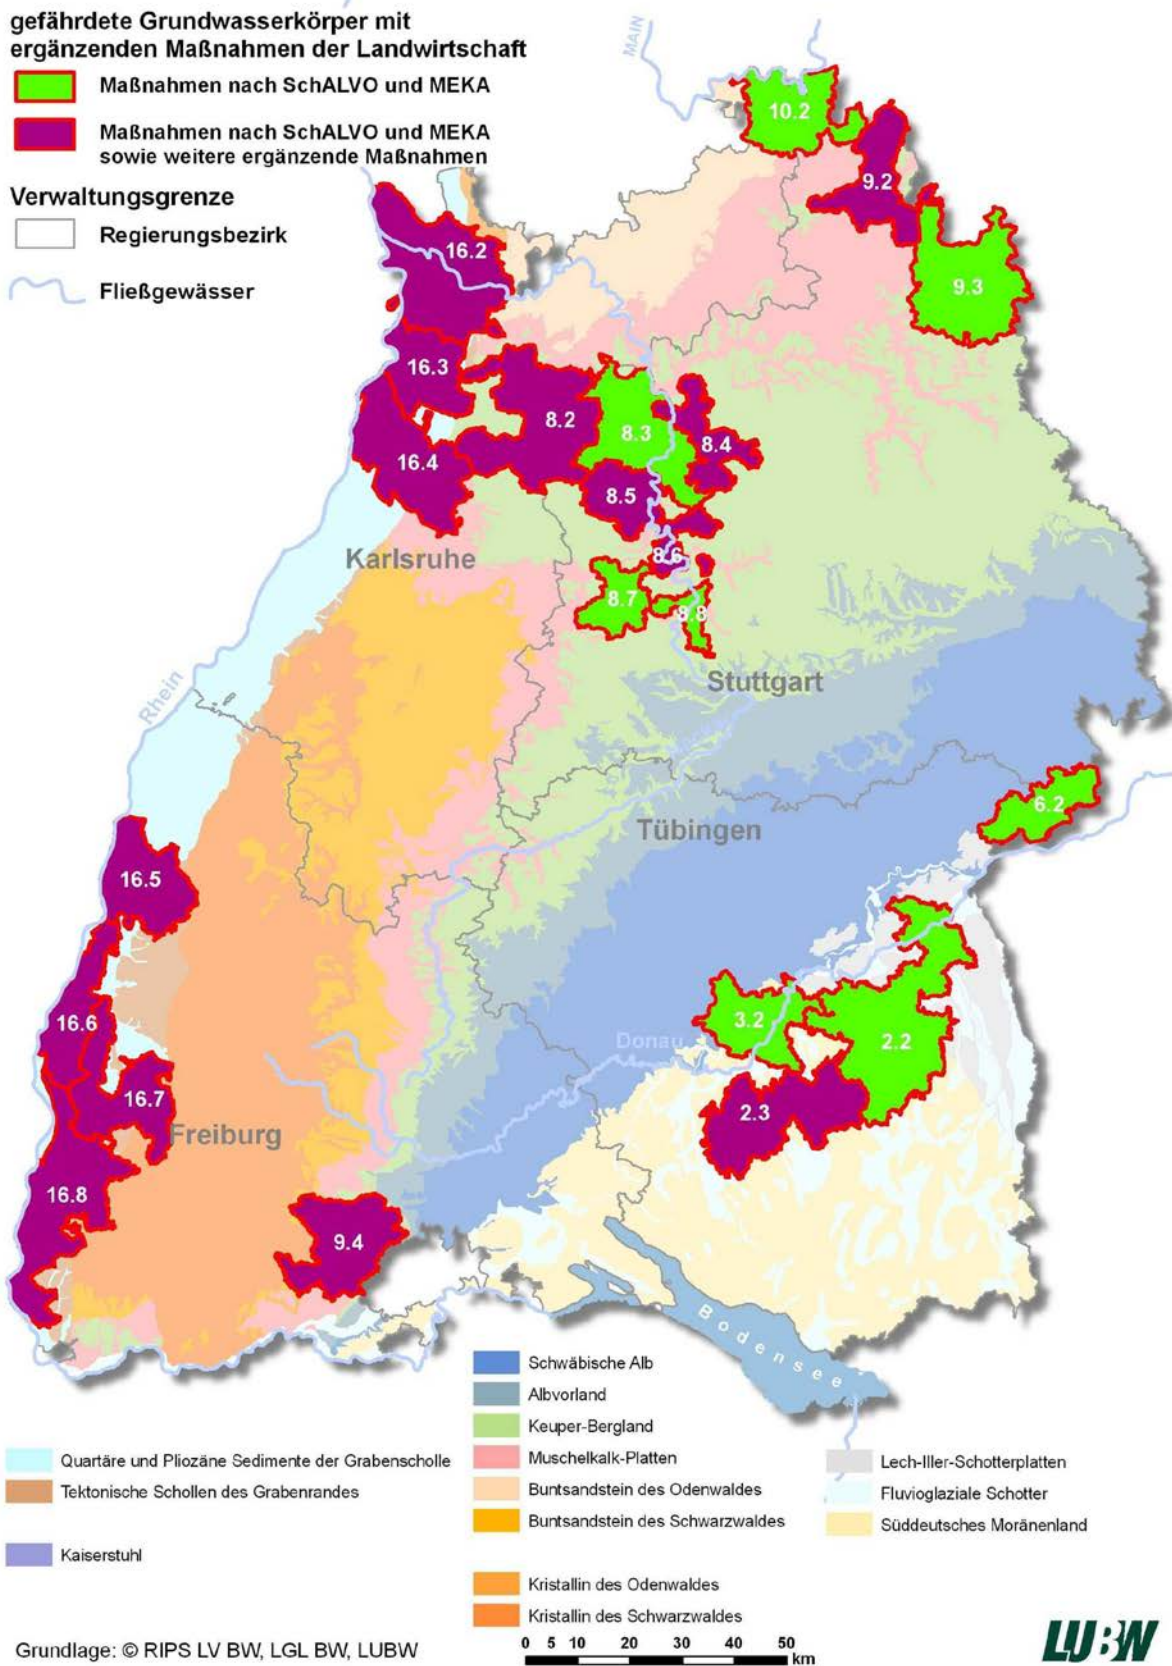 gefährdete Grundwasserkörper mit
ergänzenden Maßnahmen der Landwirtschaft
Maßnahmen nach SchALVO und MEKA
Maßnahmen nach SchALVO und MEKA
sowie weitere ergänzende Maßnahmen
Verwaltungsgrenze
Regierungsbezirk
Fließgewässer
MAIN
10.2
9.2
16.2
9.3
16.3
8.2
8.3
8.4
16.4
8.5
8.6
Karlsruhe
8.7
8.8
Stuttgart
Rhein
6.2
Tübingen
16.5
16.6
3.2
2.2
Donau
16.7
2.3
Freiburg
16.8
9.4
Bodensee
Schwäbische Alb
Albvorland
Keuper-Bergland
Muschelkalk-Platten
Buntsandstein des Odenwaldes
Buntsandstein des Schwarzwaldes
Kristallin des Odenwaldes
Kristallin des Schwarzwaldes
Quartäre und Pliozäne Sedimente der Grabenscholle
Tektonische Schollen des Grabenrandes
Kaiserstuhl
Lech-Iller-Schotterplatten
Fluvioglaziale Schotter
Süddeutsches Moränenland
Grundlage: © RIPS LV BW, LGL BW, LUBW
0 5 10 20 30 40 50
km
LUBW